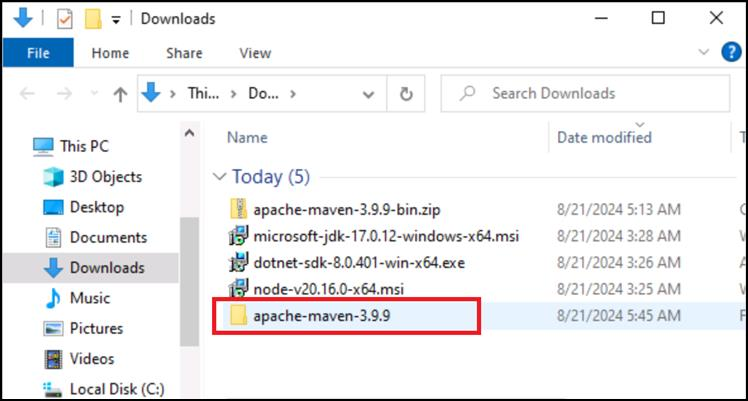 Downloads
File Home Share View
Thi... Do... Search Downloads
Name Date modified
Today (5)
apache-maven-3.9.9-bin.zip 8/21/2024 5:13 AM
microsoft-jdk-17.0.12-windows-x64.msi 8/21/2024 3:28 AM
dotnet-sdk-8.0.401-win-x64.exe 8/21/2024 3:26 AM
node-v20.16.0-x64.msi 8/21/2024 3:25 AM
apache-maven-3.9.9 8/21/2024 5:45 AM
This PC
3D Objects
Desktop
Documents
Downloads
Music
Pictures
Videos
Local Disk (C:)